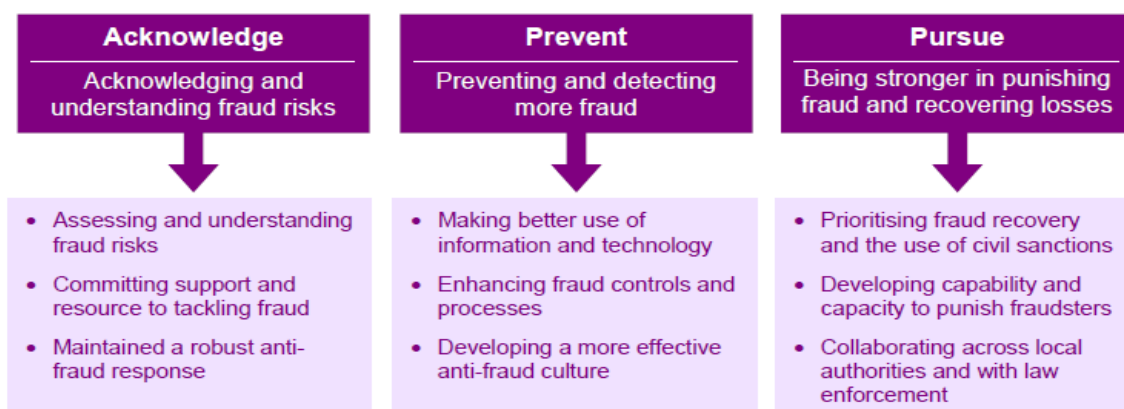 Acknowledge
Acknowledging and
understanding fraud risks
• Assessing and understanding
fraud risks
• Committing support and
resource to tackling fraud
• Maintained a robust anti-
fraud response
Prevent
Preventing and detecting
more fraud
• Making better use of
information and technology
• Enhancing fraud controls and
processes
• Developing a more effective
anti-fraud culture
Pursue
Being stronger in punishing
fraud and recovering losses
• Prioritising fraud recovery
and the use of civil sanctions
• Developing capability and
capacity to punish fraudsters
• Collaborating across local
authorities and with law
enforcement